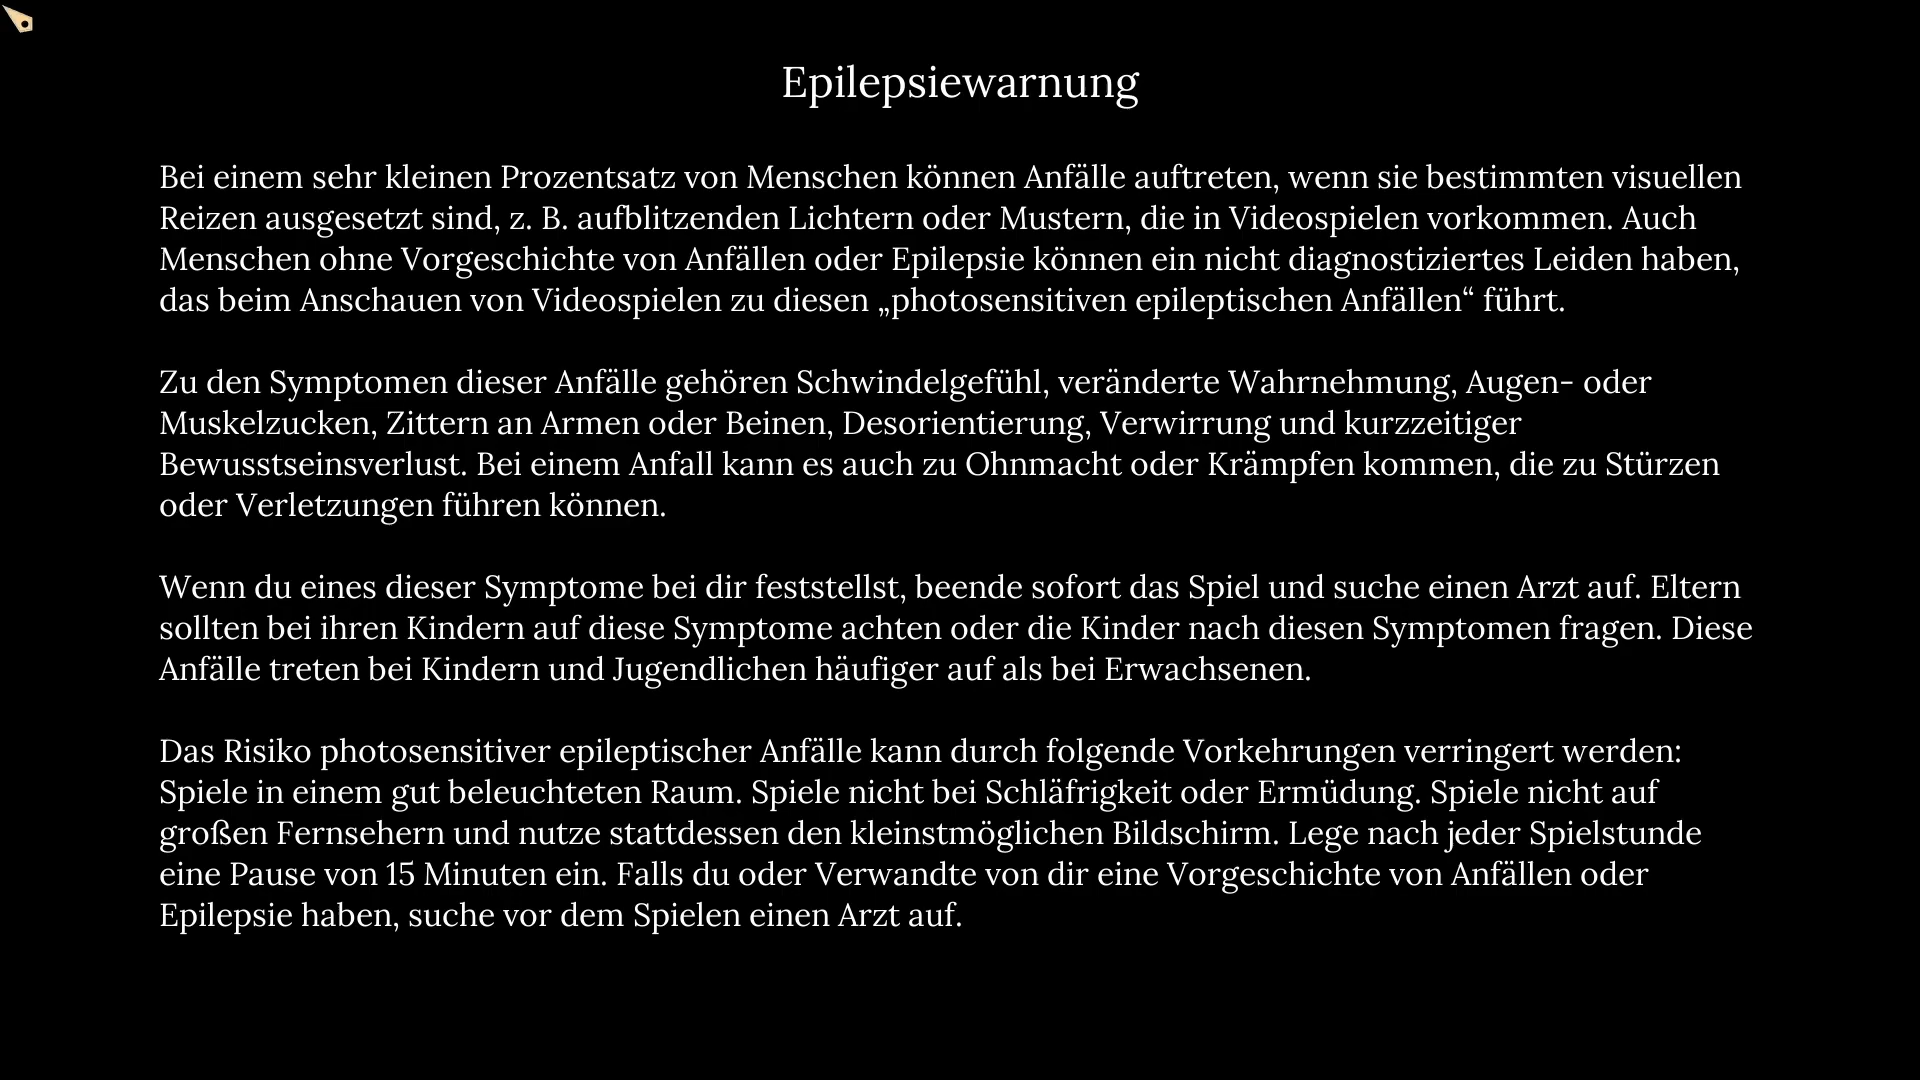 Epilepsiewarnung
Bei einem sehr kleinen Prozentsatz von Menschen können Anfälle auftreten, wenn sie bestimmten visuellen
Reizen ausgesetzt sind, z. B. aufblitzenden Lichtern oder Mustern, die in Videospielen vorkommen. Auch
Menschen ohne Vorgeschichte von Anfällen oder Epilepsie können ein nicht diagnostiziertes Leiden haben,
das beim Anschauen von Videospielen zu diesen „photosensitiven epileptischen Anfällen“ führt.
Zu den Symptomen dieser Anfälle gehören Schwindelgefühl, veränderte Wahrnehmung, Augen- oder
Muskelzucken, Zittern an Armen oder Beinen, Desorientierung, Verwirrung und kurzzeitiger
Bewusstseinsverlust. Bei einem Anfall kann es auch zu Ohnmacht oder Krämpfen kommen, die zu Stürzen
oder Verletzungen führen können.
Wenn du eines dieser Symptome bei dir feststellst, beende sofort das Spiel und suche einen Arzt auf. Eltern
sollten bei ihren Kindern auf diese Symptome achten oder die Kinder nach diesen Symptomen fragen. Diese
Anfälle treten bei Kindern und Jugendlichen häufiger auf als bei Erwachsenen.
Das Risiko photosensitiver epileptischer Anfälle kann durch folgende Vorkehrungen verringert werden:
Spiele in einem gut beleuchteten Raum. Spiele nicht bei Schläfrigkeit oder Ermüdung. Spiele nicht auf
großen Fernsehern und nutze stattdessen den kleinstmöglichen Bildschirm. Lege nach jeder Spielstunde
eine Pause von 15 Minuten ein. Falls du oder Verwandte von dir eine Vorgeschichte von Anfällen oder
Epilepsie haben, suche vor dem Spielen einen Arzt auf.